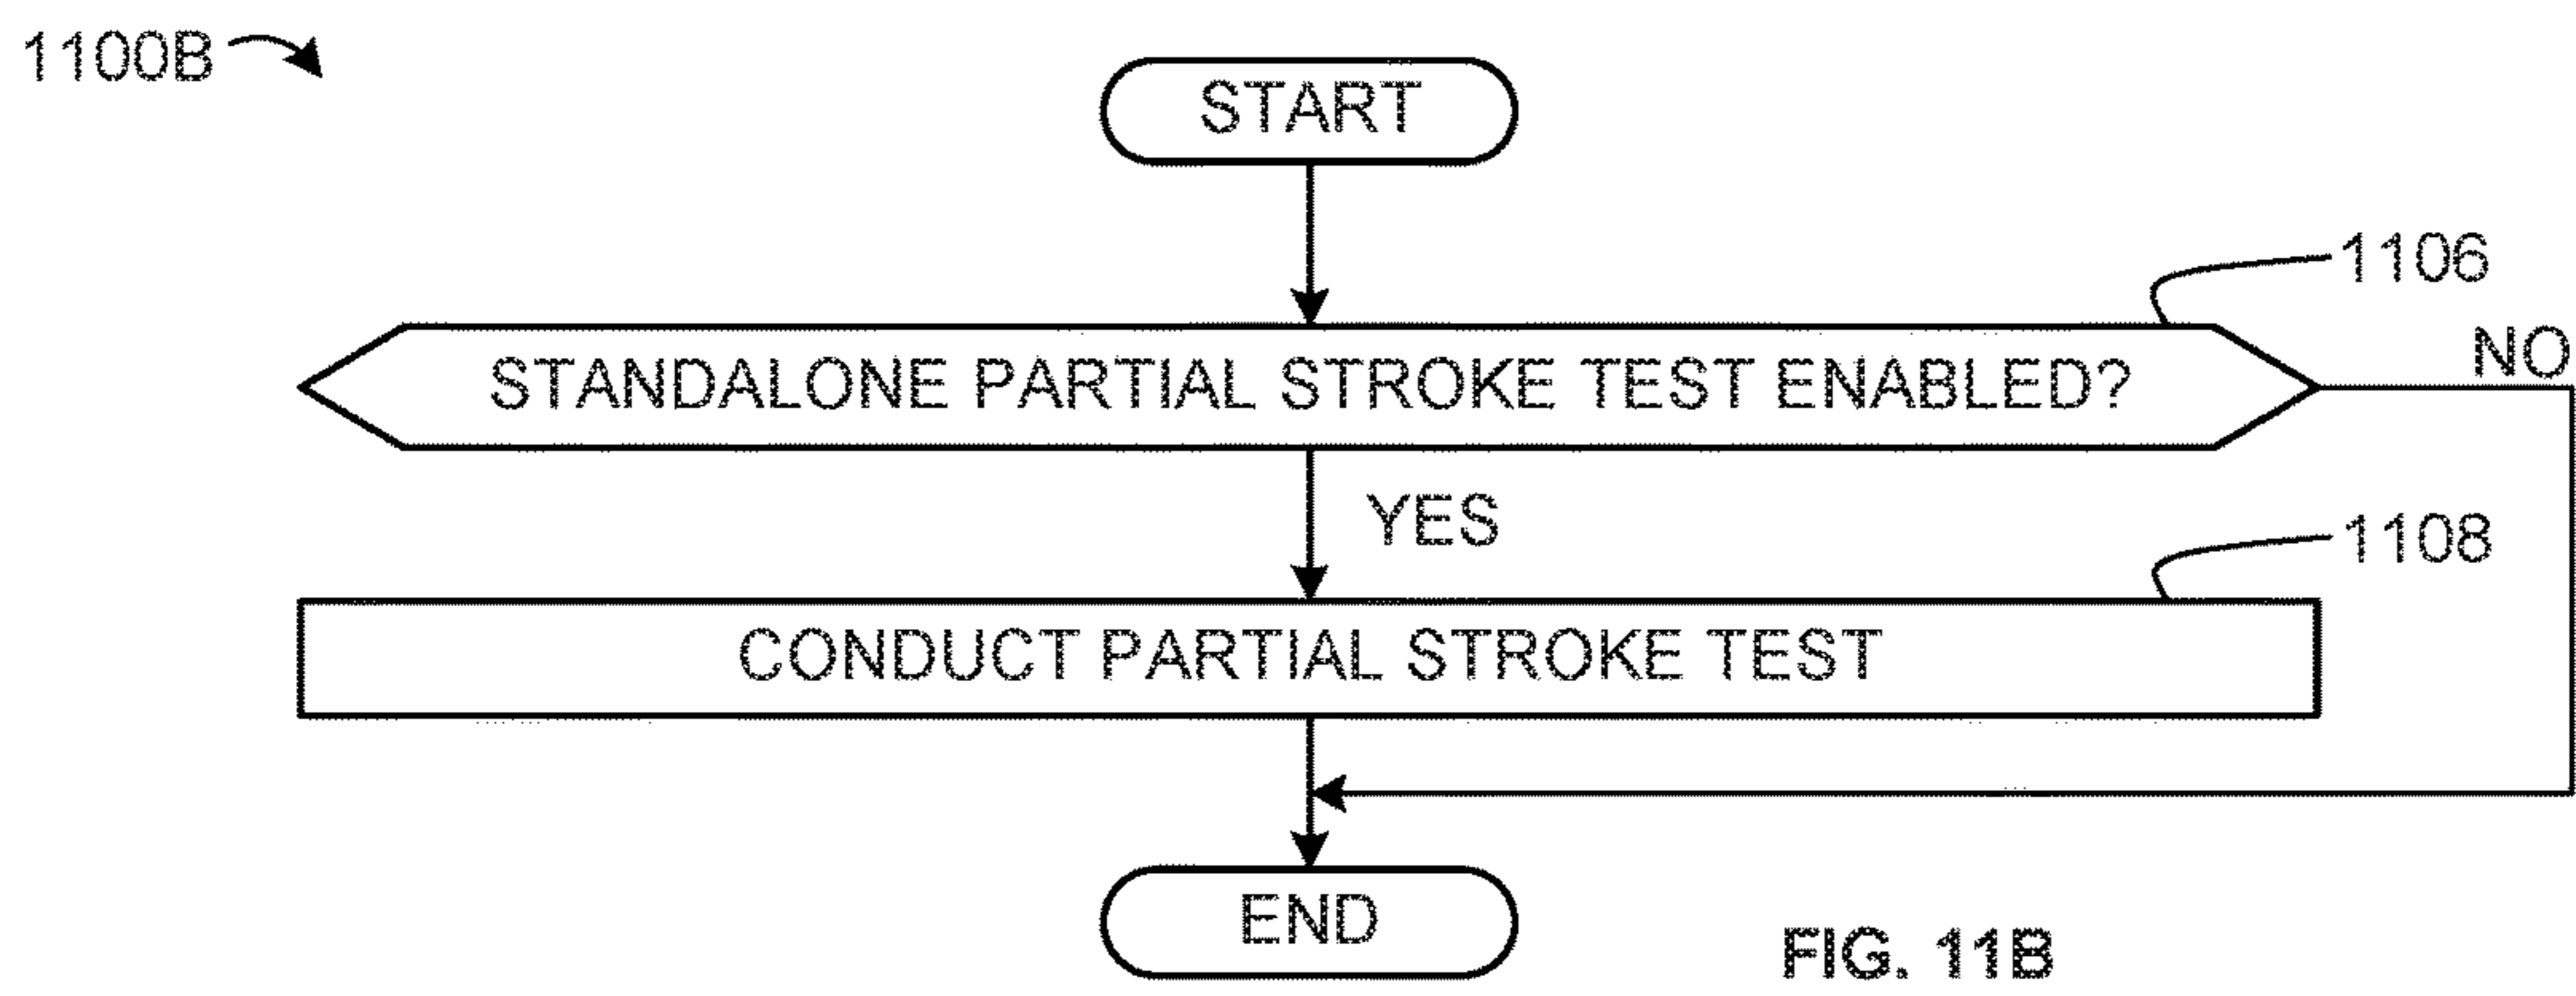 1100B
START
1106
STANDALONE PARTIAL STROKE TEST ENABLED?
NO
YES
1108
CONDUCT PARTIAL STROKE TEST
END
FIG. 11B